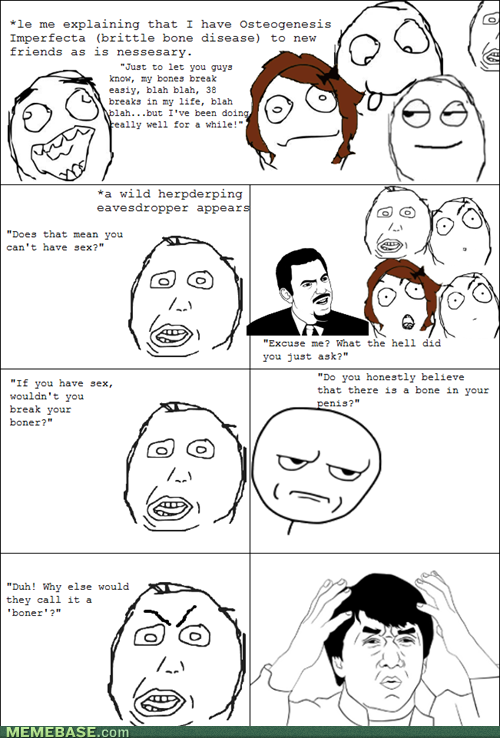 *le me explaining that I have Osteogenesis
Imperfecta (brittle bone disease) to new
friends as is nessesary.
"Just to let you guys
know, my bones break
easiy, blah blah, 38
breaks in my life, blah
blah...but I've been doing
really well for a while!"
*a wild herpderping
eavesdropper appears
"Does that mean you
can't have sex?"
"Excuse me? What the hell did
you just ask?"
"If you have sex,
wouldn't you
break your
boner?"
"Do you honestly believe
that there is a bone in your
penis?"
"Duh! Why else would
they call it a
'boner'?"
MEMEBASE.com